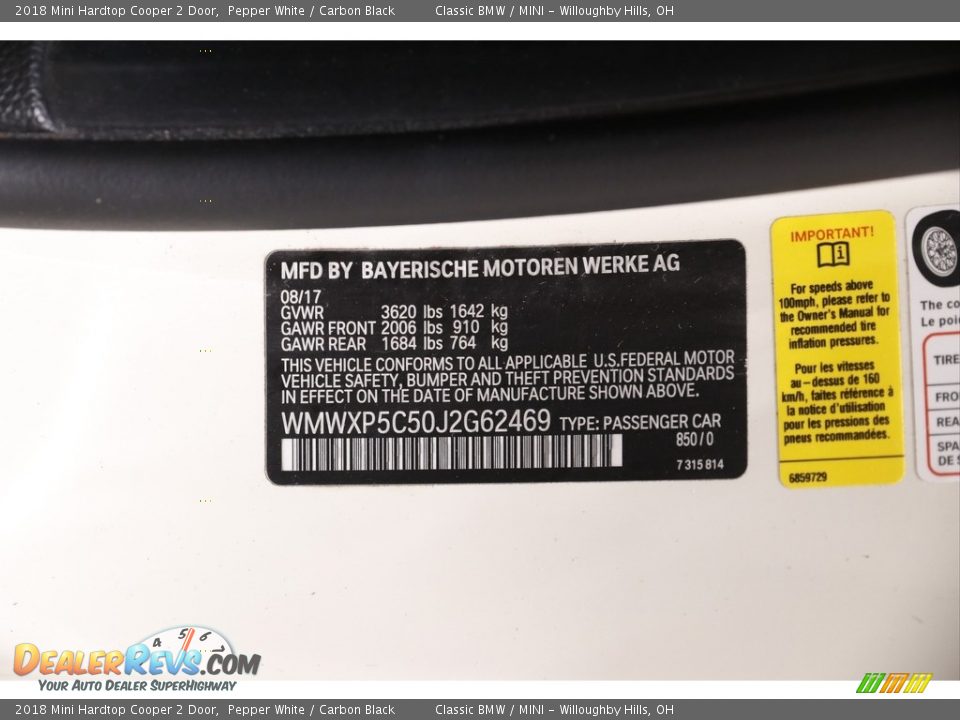 2018 Mini Hardtop Cooper 2 Door, Pepper White / Carbon Black Classic BMW / MINI - Willoughby Hills, OH
MFD BY BAYERISCHE MOTOREN WERKE AG
08/17
GVWR 3620 lbs 1642 kg
GAWR FRONT 2006 lbs 910 kg
GAWR REAR 1684 lbs 764 kg
THIS VEHICLE CONFORMS TO ALL APPLICABLE U.S.FEDERAL MOTOR
VEHICLE SAFETY, BUMPER AND THEFT PREVENTION STANDARDS
IN EFFECT ON THE DATE OF MANUFACTURE SHOWN ABOVE.
WMWXP5C50J2G62469 TYPE: PASSENGER CAR
850/0
7 315 814
IMPORTANT!
For speeds above
100mph, please refer to
the Owner's Manual for
recommended tire
inflation pressures.
Pour les vitesses
au-dessus de 160
km/h, faites référence à
la notice d'utilisation
pour les pressions des
pneus recommandées.
6859729
The co
Le poi
TIRE
FRO
REA
SPA
DE S
4 5 6
DEALERREVS.COM
YOUR AUTO DEALER SUPERHIGHWAY
2018 Mini Hardtop Cooper 2 Door, Pepper White / Carbon Black Classic BMW / MINI - Willoughby Hills, OH